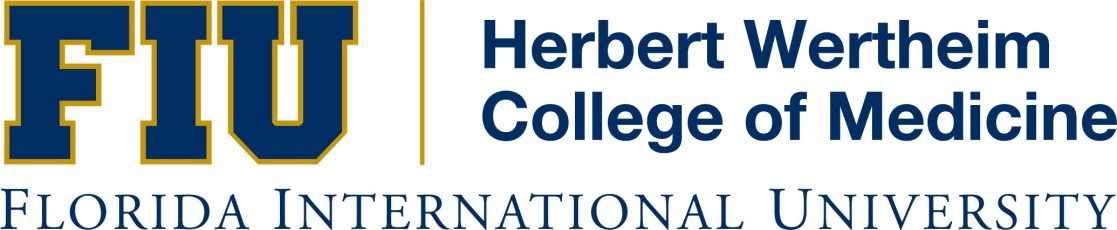 FIU
Herbert Wertheim
College of Medicine
FLORIDA INTERNATIONAL UNIVERSITY